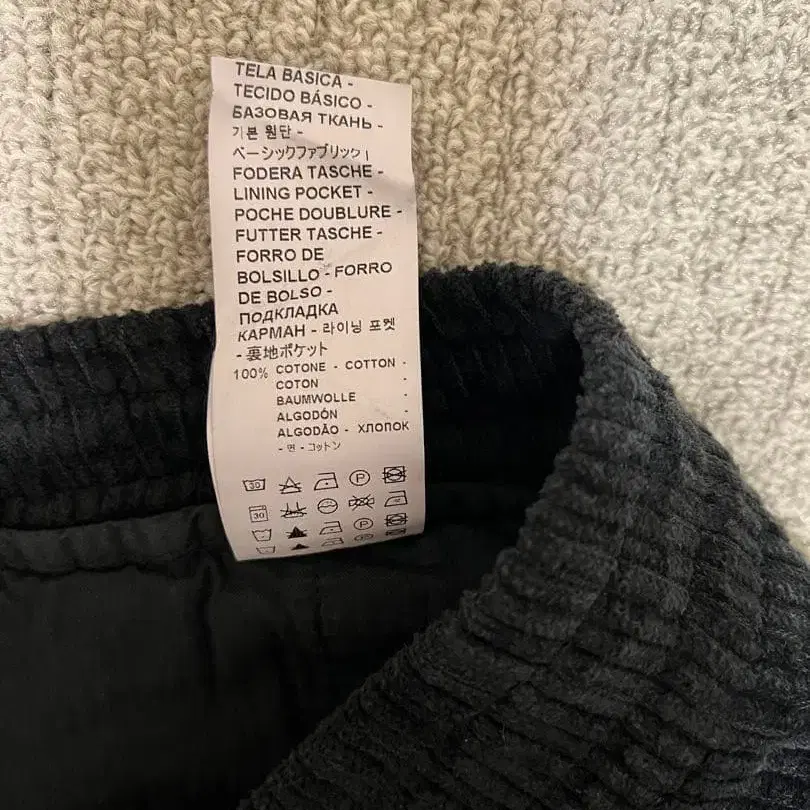 TELA BASICA -
TECIDO BÁSICO -
БАЗОВАЯ ТКАНЬ -
기본 원단 -
ベーシックファブリック
FODERA TASCHE -
LINING POCKET -
POCHE DOUBLURE -
FUTTER TASCHE -
FORRO DE
BOLSILLO - FORRO
DE BOLSO -
ПОДКЛАДКА
КАРМАН - 라이닝 포켓
- 裏地ポケット
100% COTONE - COTTON -
COTON -
BAUMWOLLE -
ALGODÓN -
ALGODÃO - ХЛОПОК
- 면 - コットン
30 P
30
P